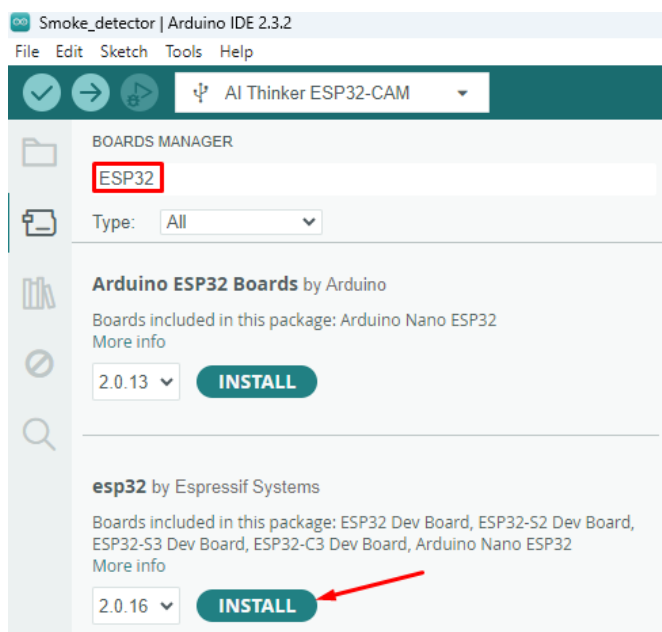 Smoke_detector | Arduino IDE 2.3.2
File Edit Sketch Tools Help
AI Thinker ESP32-CAM
BOARDS MANAGER
ESP32
Type: All
Arduino ESP32 Boards by Arduino
Boards included in this package: Arduino Nano ESP32
More info
2.0.13 INSTALL
esp32 by Espressif Systems
Boards included in this package: ESP32 Dev Board, ESP32-S2 Dev Board,
ESP32-S3 Dev Board, ESP32-C3 Dev Board, Arduino Nano ESP32
More info
2.0.16 INSTALL